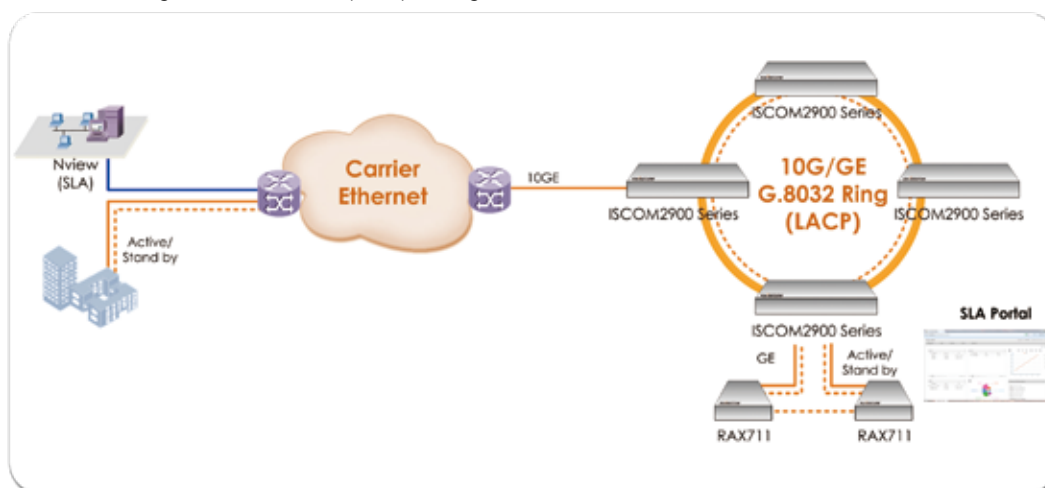 Nview
(SLA)
Active/
Stand by
Carrier
Ethernet
10GE
ISCOM2900 Series
ISCOM2900 Series
10G/GE
G.8032 Ring
(LACP)
ISCOM2900 Series
ISCOM2900 Series
GE
Active/
Stand by
RAX711
RAX711
SLA Portal